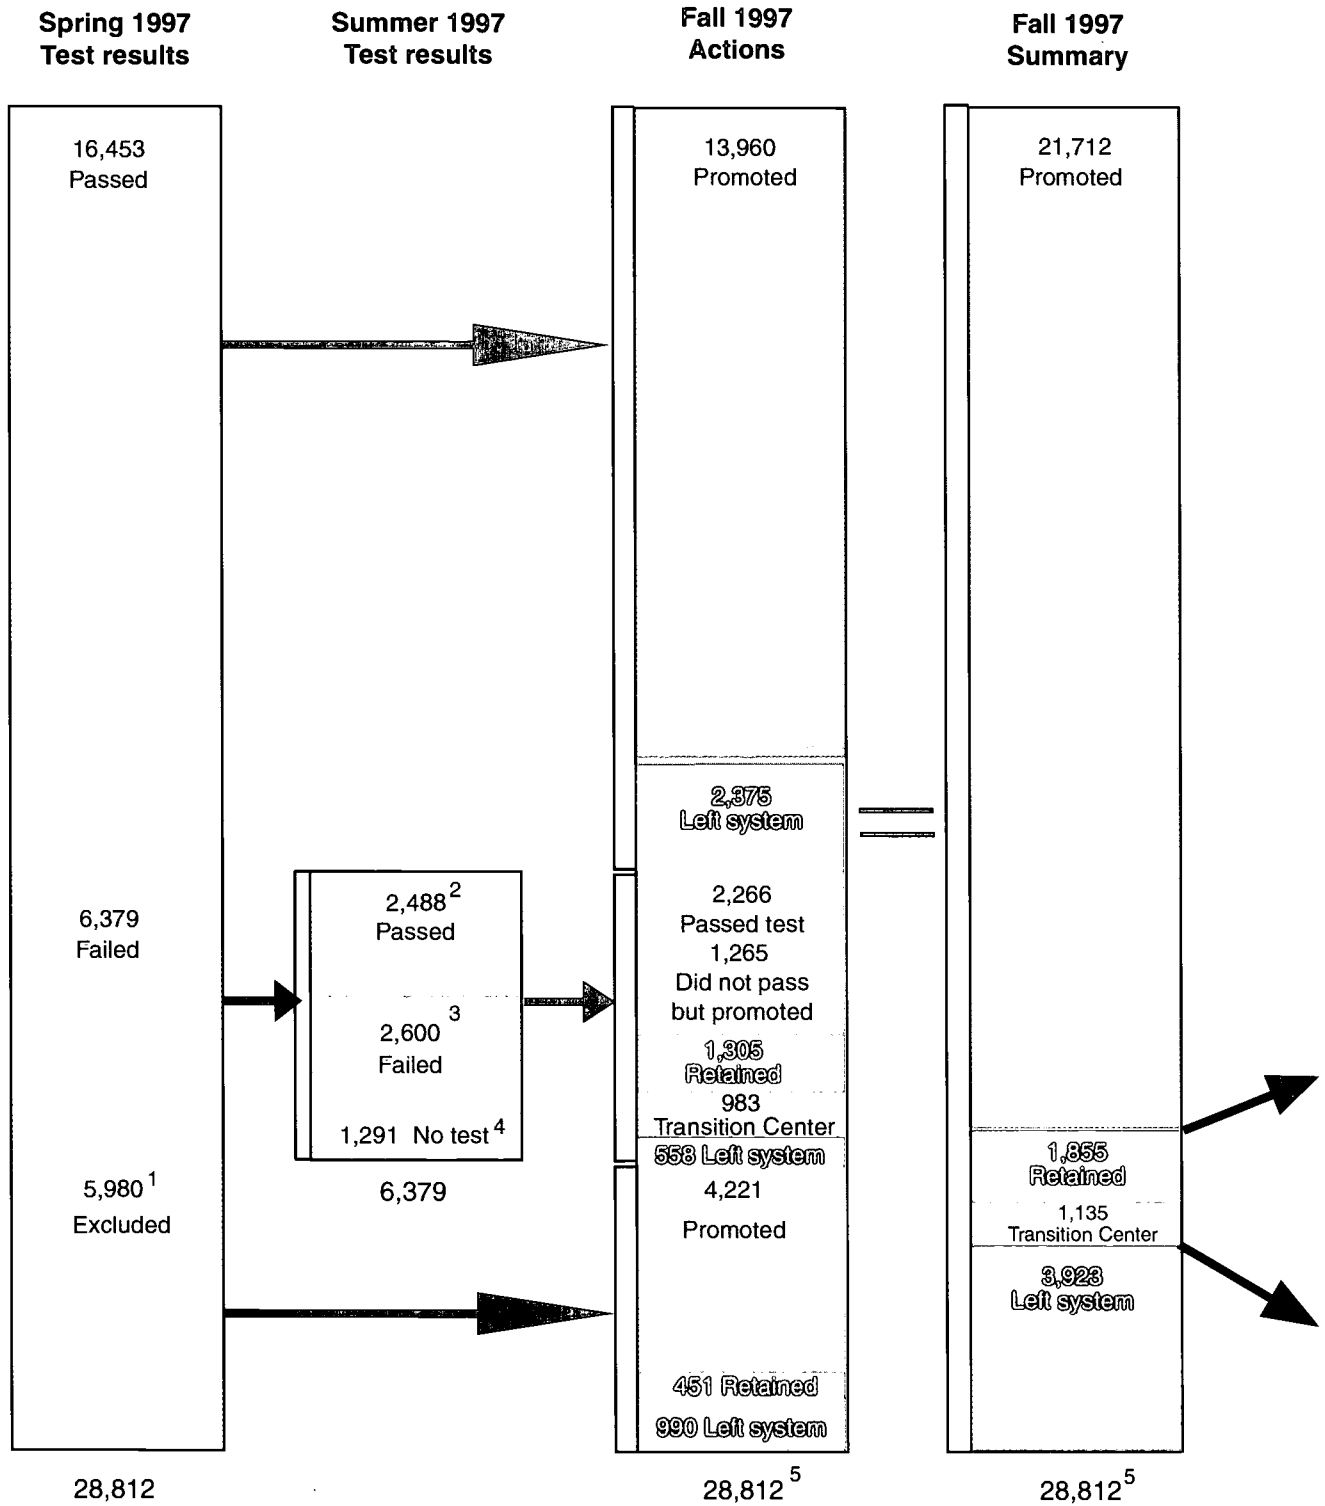 Spring 1997
Test results
Summer 1997
Test results
Fall 1997
Actions
Fall 1997
Summary
16,453
Passed
6,379
Failed
5,980 1
Excluded
28,812
2,488 2
Passed
2,600 3
Failed
1,291 No test 4
6,379
13,960
Promoted
2,375
Left system
2,266
Passed test
1,265
Did not pass
but promoted
1,305
Retained
983
Transition Center
558 Left system
4,221
Promoted
451 Retained
990 Left system
28,812 5
21,712
Promoted
1,855
Retained
1,135
Transition Center
3,923
Left system
28,812 5